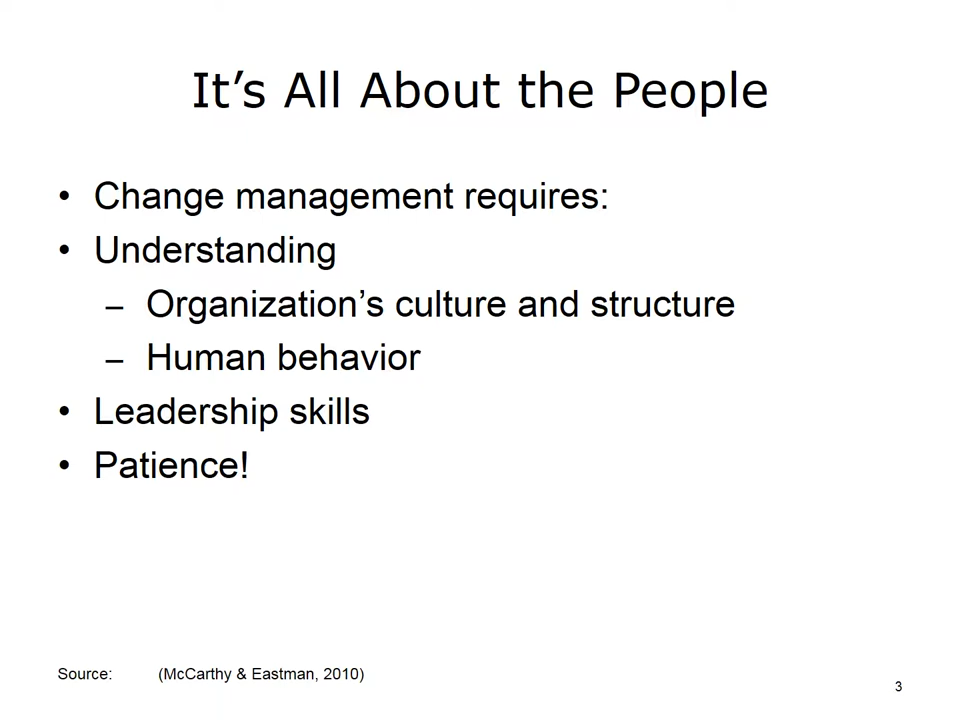 It’s All About the People
• Change management requires:
• Understanding
– Organization’s culture and structure
– Human behavior
• Leadership skills
• Patience!
Source: (McCarthy & Eastman, 2010)
3